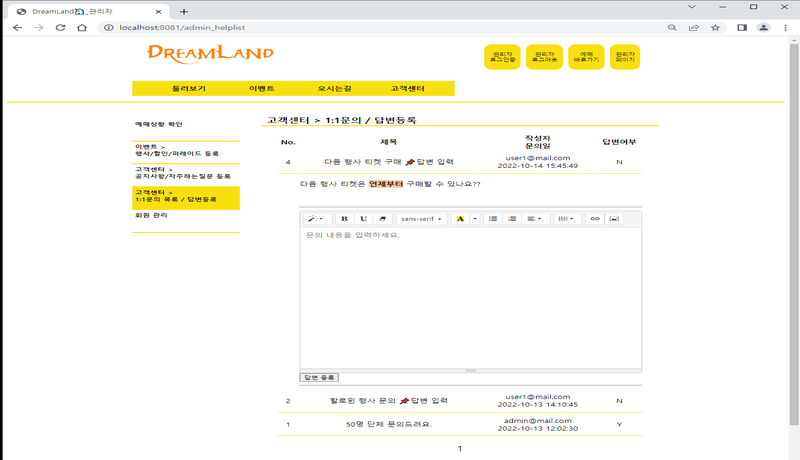 DreamLand _관리자
localhost:8081/admin_helplist
DREAMLAND
관리자
로그인중
관리자
로그아웃
예매
바로가기
관리자
페이지
둘러보기 이벤트 오시는길 고객센터
예매상황 확인
이벤트 >
행사/할인/퍼레이드 등록
고객센터 >
공지사항/자주하는질문 등록
고객센터 >
1:1문의 목록 / 답변등록
회원 관리
고객센터 > 1:1문의 / 답변등록
No. 제목 작성자 문의일 답변여부
4 다음 행사 티켓 구매 📌답변 입력 user1@mail.com 2022-10-14 15:45:49 N
다음 행사 티켓은 언제부터 구매할 수 있나요??
B U sans-serif A
문의 내용을 입력하세요.
답변 등록
2 할로윈 행사 문의 📌답변 입력 user1@mail.com 2022-10-13 14:10:45 N
1 50명 단체 문의드려요. admin@mail.com 2022-10-13 12:02:30 Y
1